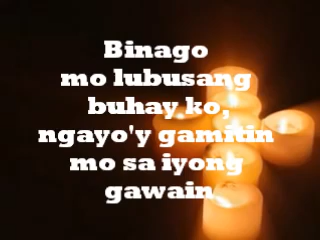 Binago
mo lubusang
buhay ko,
ngayo'y gamitin
mo sa iyong
gawain